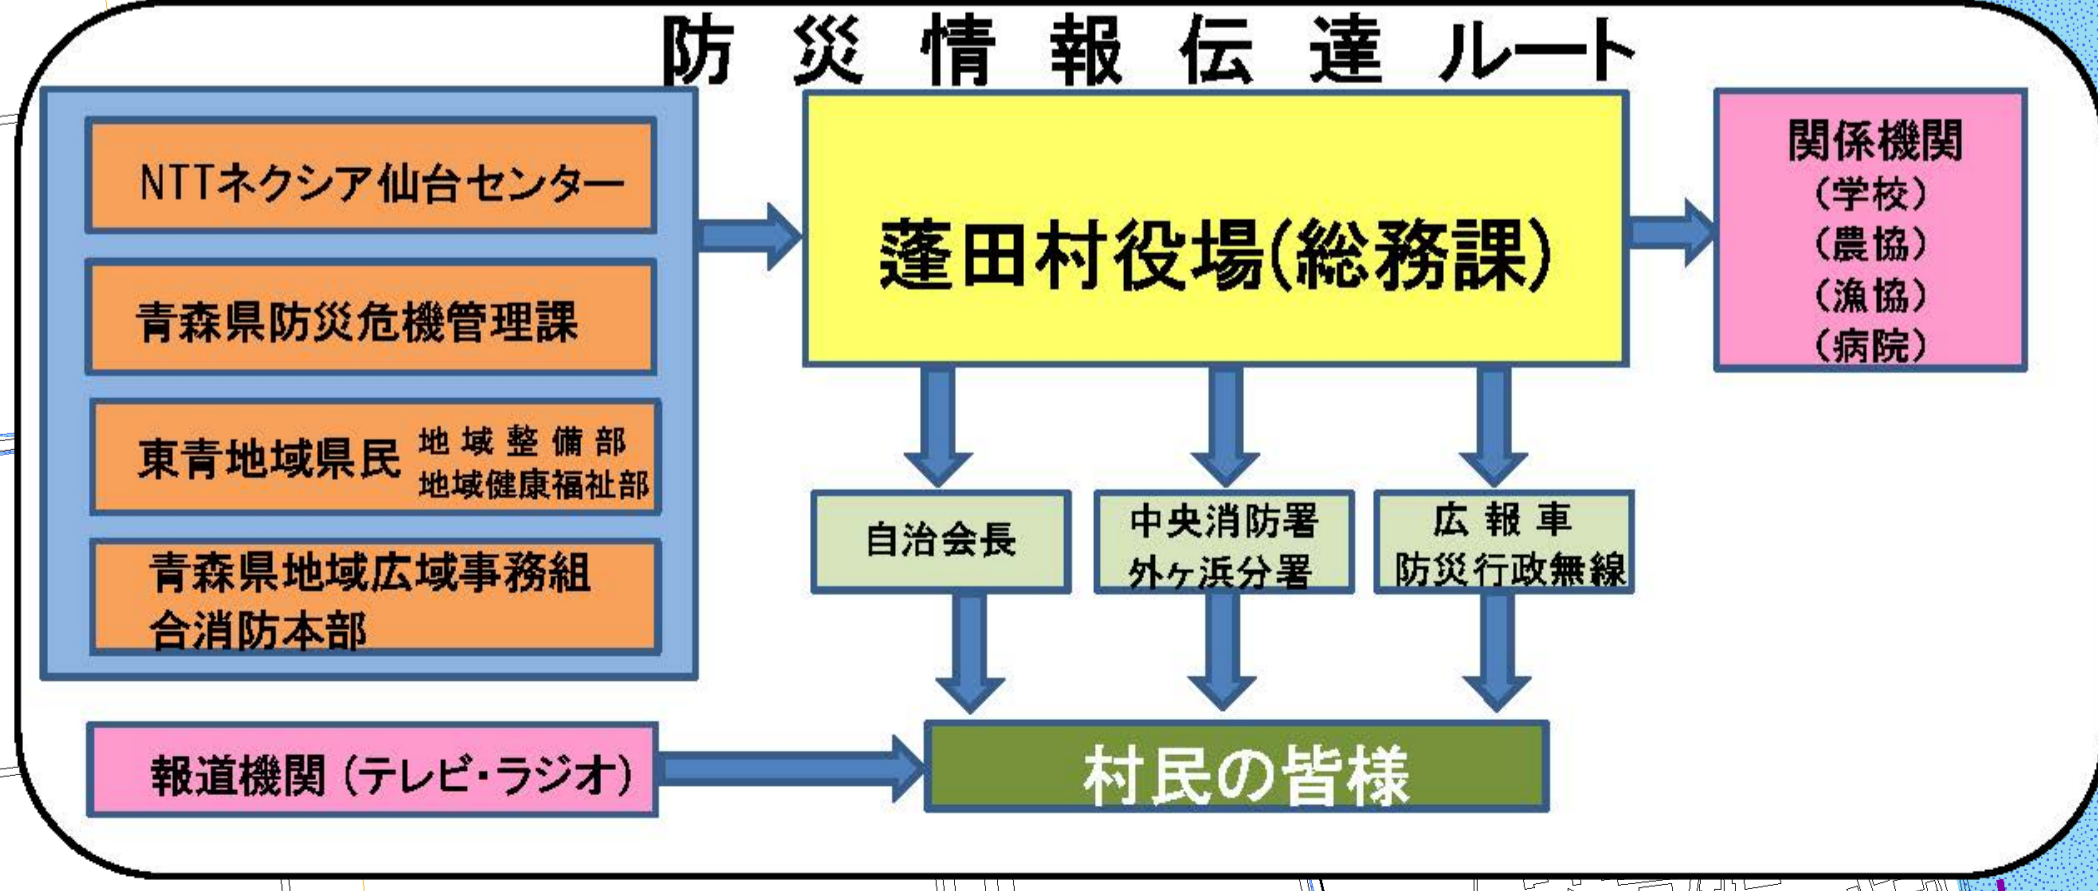 防災情報伝達ルート
NTTネクシア仙台センター
青森県防災危機管理課
東青地域県民
地域整備部
地域健康福祉部
青森県地域広域事務組
合消防本部
蓬田村役場(総務課)
関係機関
(学校)
(農協)
(漁協)
(病院)
自治会長
中央消防署
外ヶ浜分署
広報車
防災行政無線
報道機関(テレビ・ラジオ)
村民の皆様